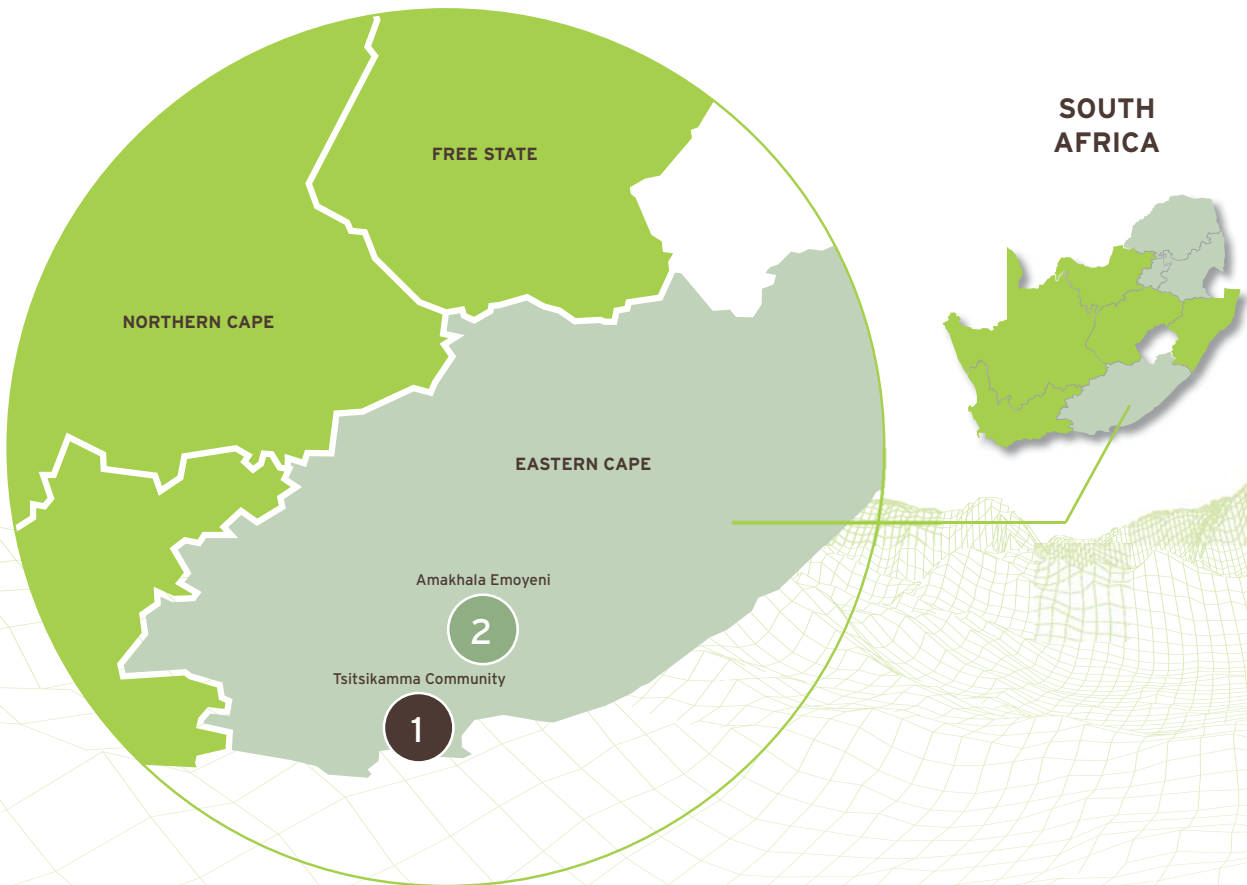 SOUTH
AFRICA
FREE STATE
NORTHERN CAPE
EASTERN CAPE
Amakhala Emoyeni
2
Tsitsikamma Community
1